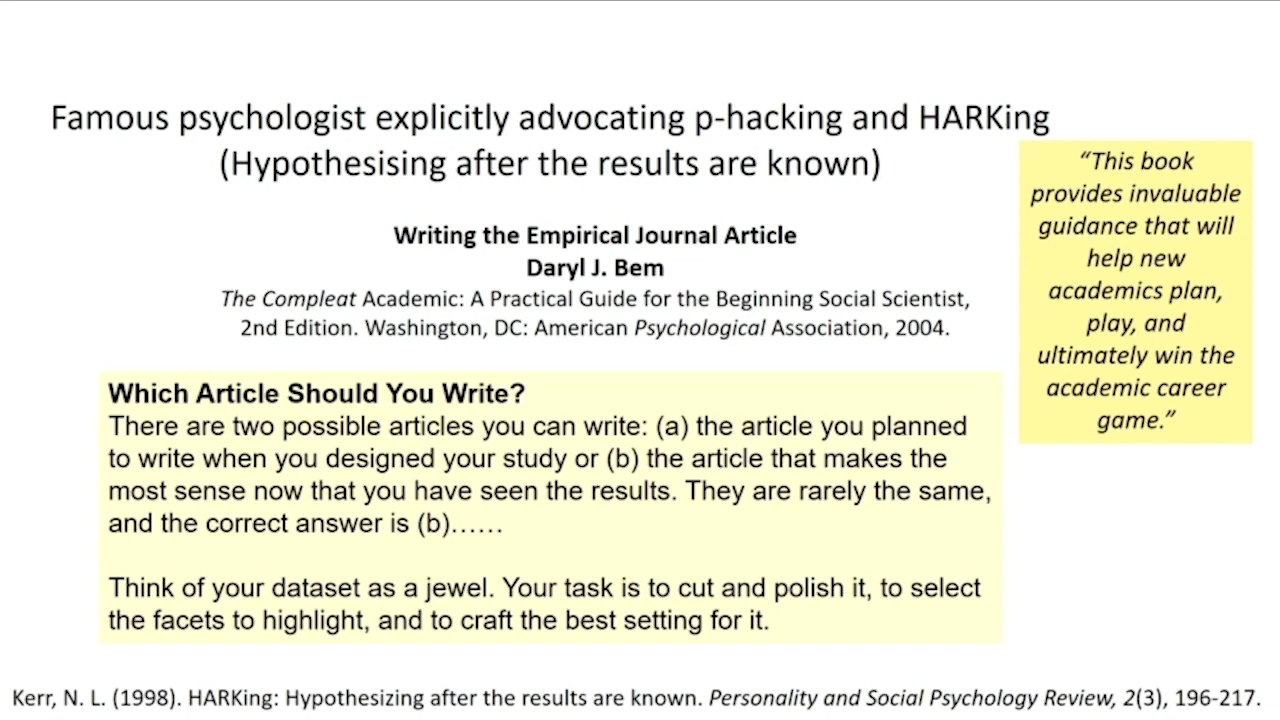 Famous psychologist explicitly advocating p-hacking and HARKing
(Hypothesising after the results are known)
Writing the Empirical Journal Article
Daryl J. Bem
The Compleat Academic: A Practical Guide for the Beginning Social Scientist,
2nd Edition. Washington, DC: American Psychological Association, 2004.
Which Article Should You Write?
There are two possible articles you can write: (a) the article you planned
to write when you designed your study or (b) the article that makes the
most sense now that you have seen the results. They are rarely the same,
and the correct answer is (b)……
Think of your dataset as a jewel. Your task is to cut and polish it, to select
the facets to highlight, and to craft the best setting for it.
“This book
provides invaluable
guidance that will
help new
academics plan,
play, and
ultimately win the
academic career
game.”
Kerr, N. L. (1998). HARKing: Hypothesizing after the results are known. Personality and Social Psychology Review, 2(3), 196-217.